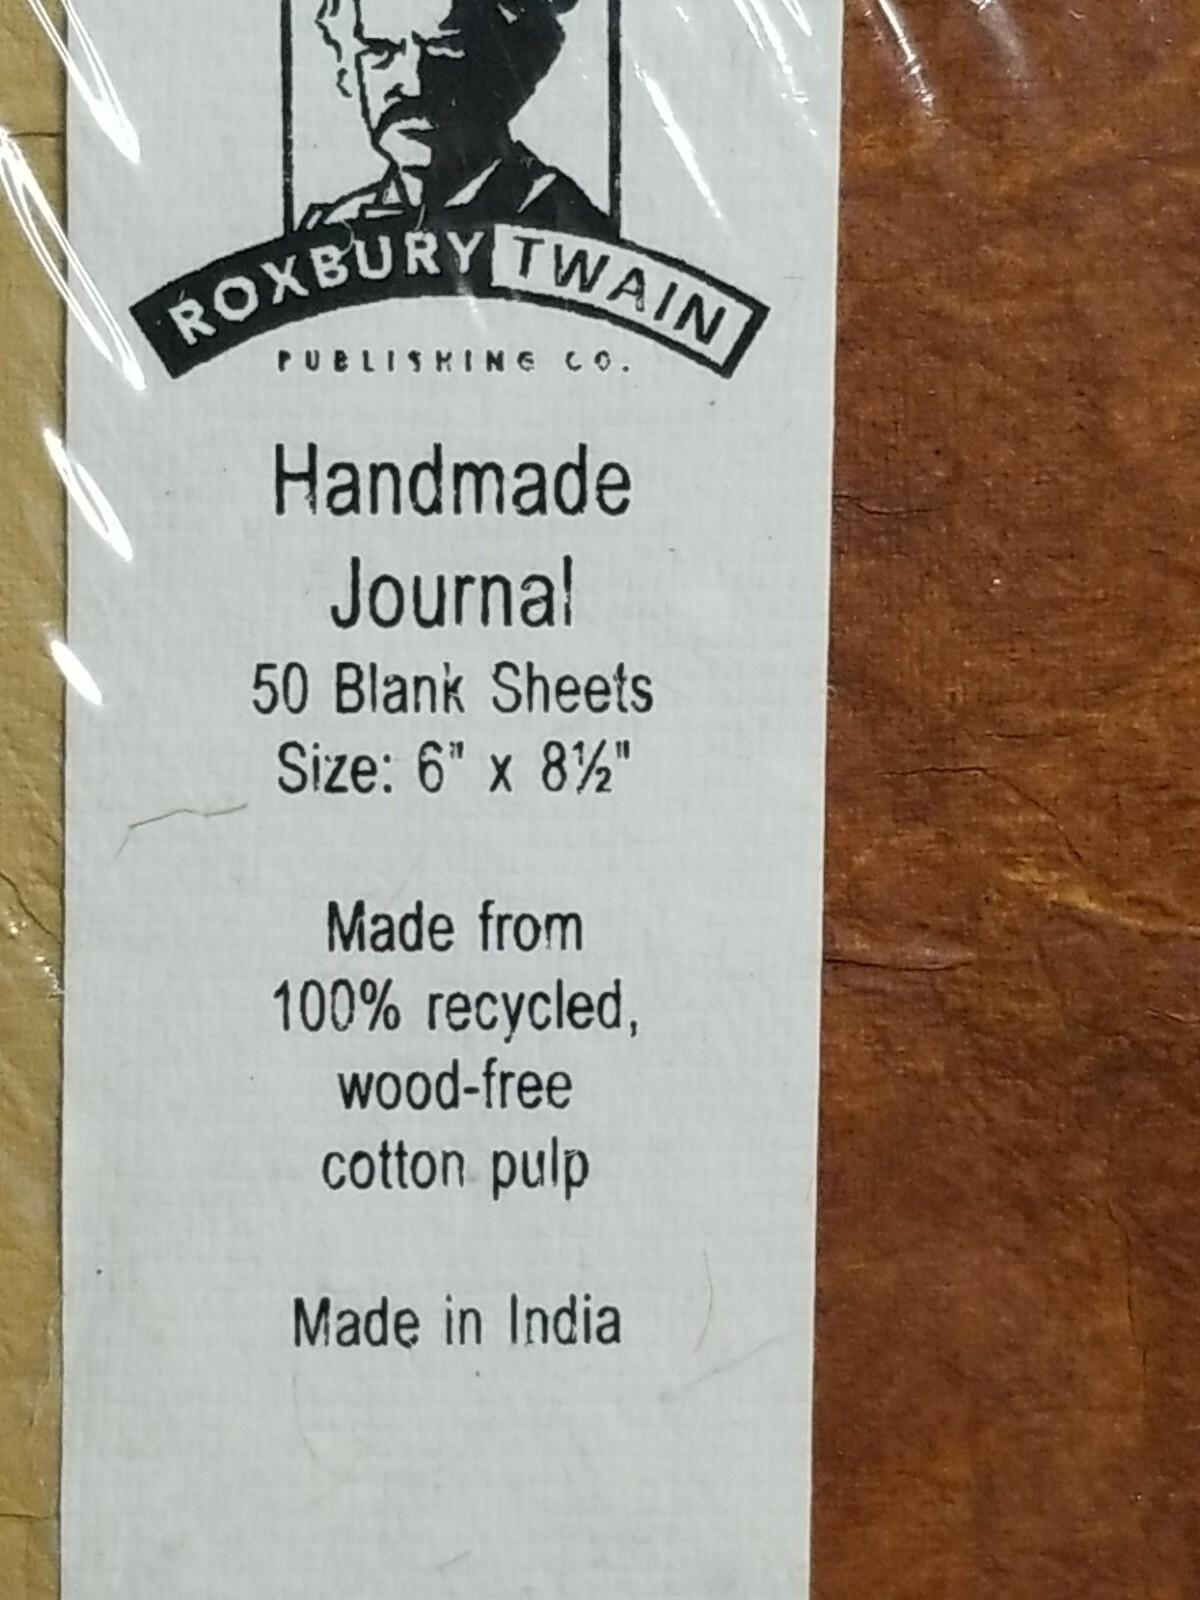 ROXBURY TWAIN
PUBLISHING CO.
Handmade
Journal
50 Blank Sheets
Size: 6" x 8½"
Made from
100% recycled,
wood-free
cotton pulp
Made in India